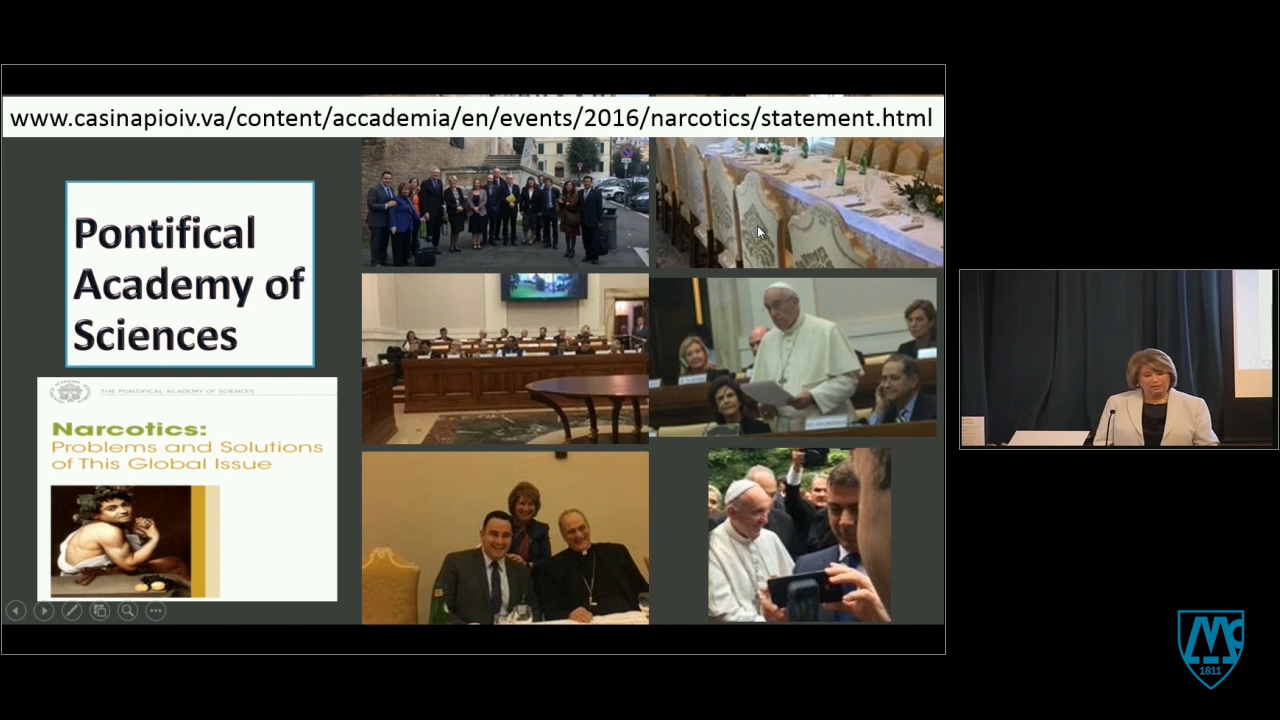 www.casinapioiv.va/content/accademia/en/events/2016/narcotics/statement.html
Pontifical
Academy of
Sciences
THE PONTIFICAL ACADEMY OF SCIENCES
Narcotics:
Problems and Solutions
of This Global Issue
1811